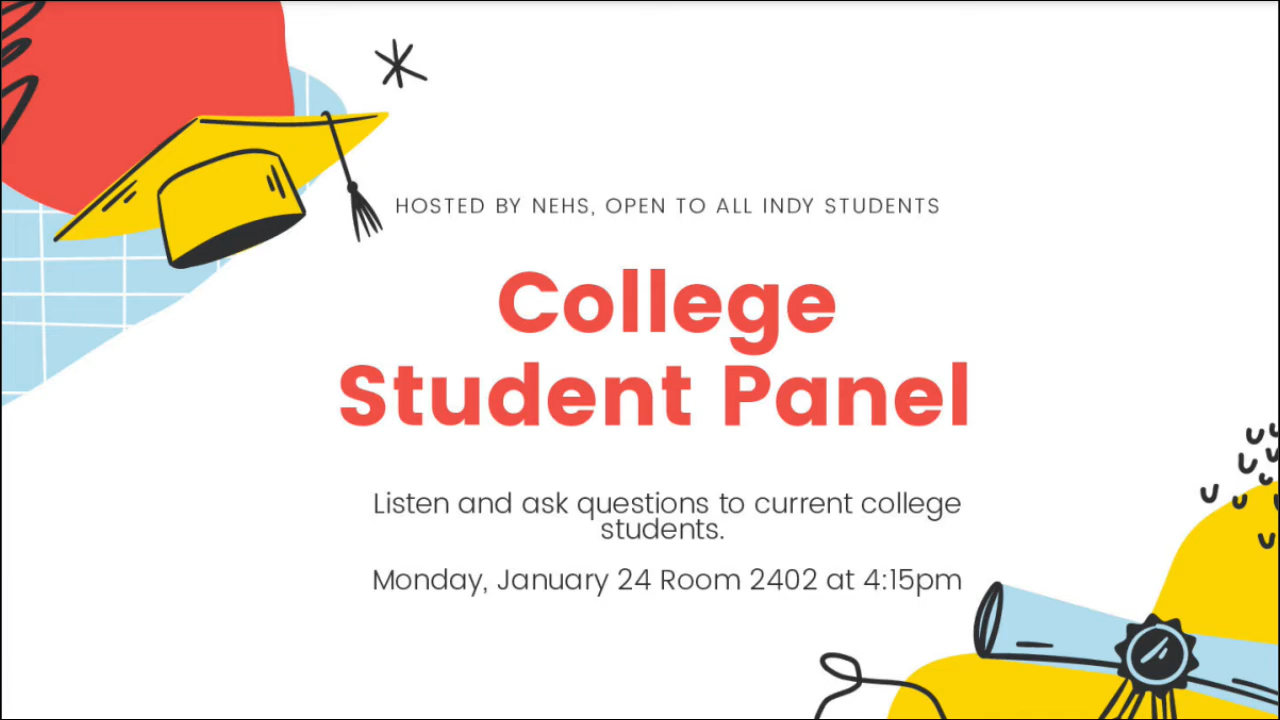 HOSTED BY NEHS, OPEN TO ALL INDY STUDENTS
College
Student Panel
Listen and ask questions to current college
students.
Monday, January 24 Room 2402 at 4:15pm